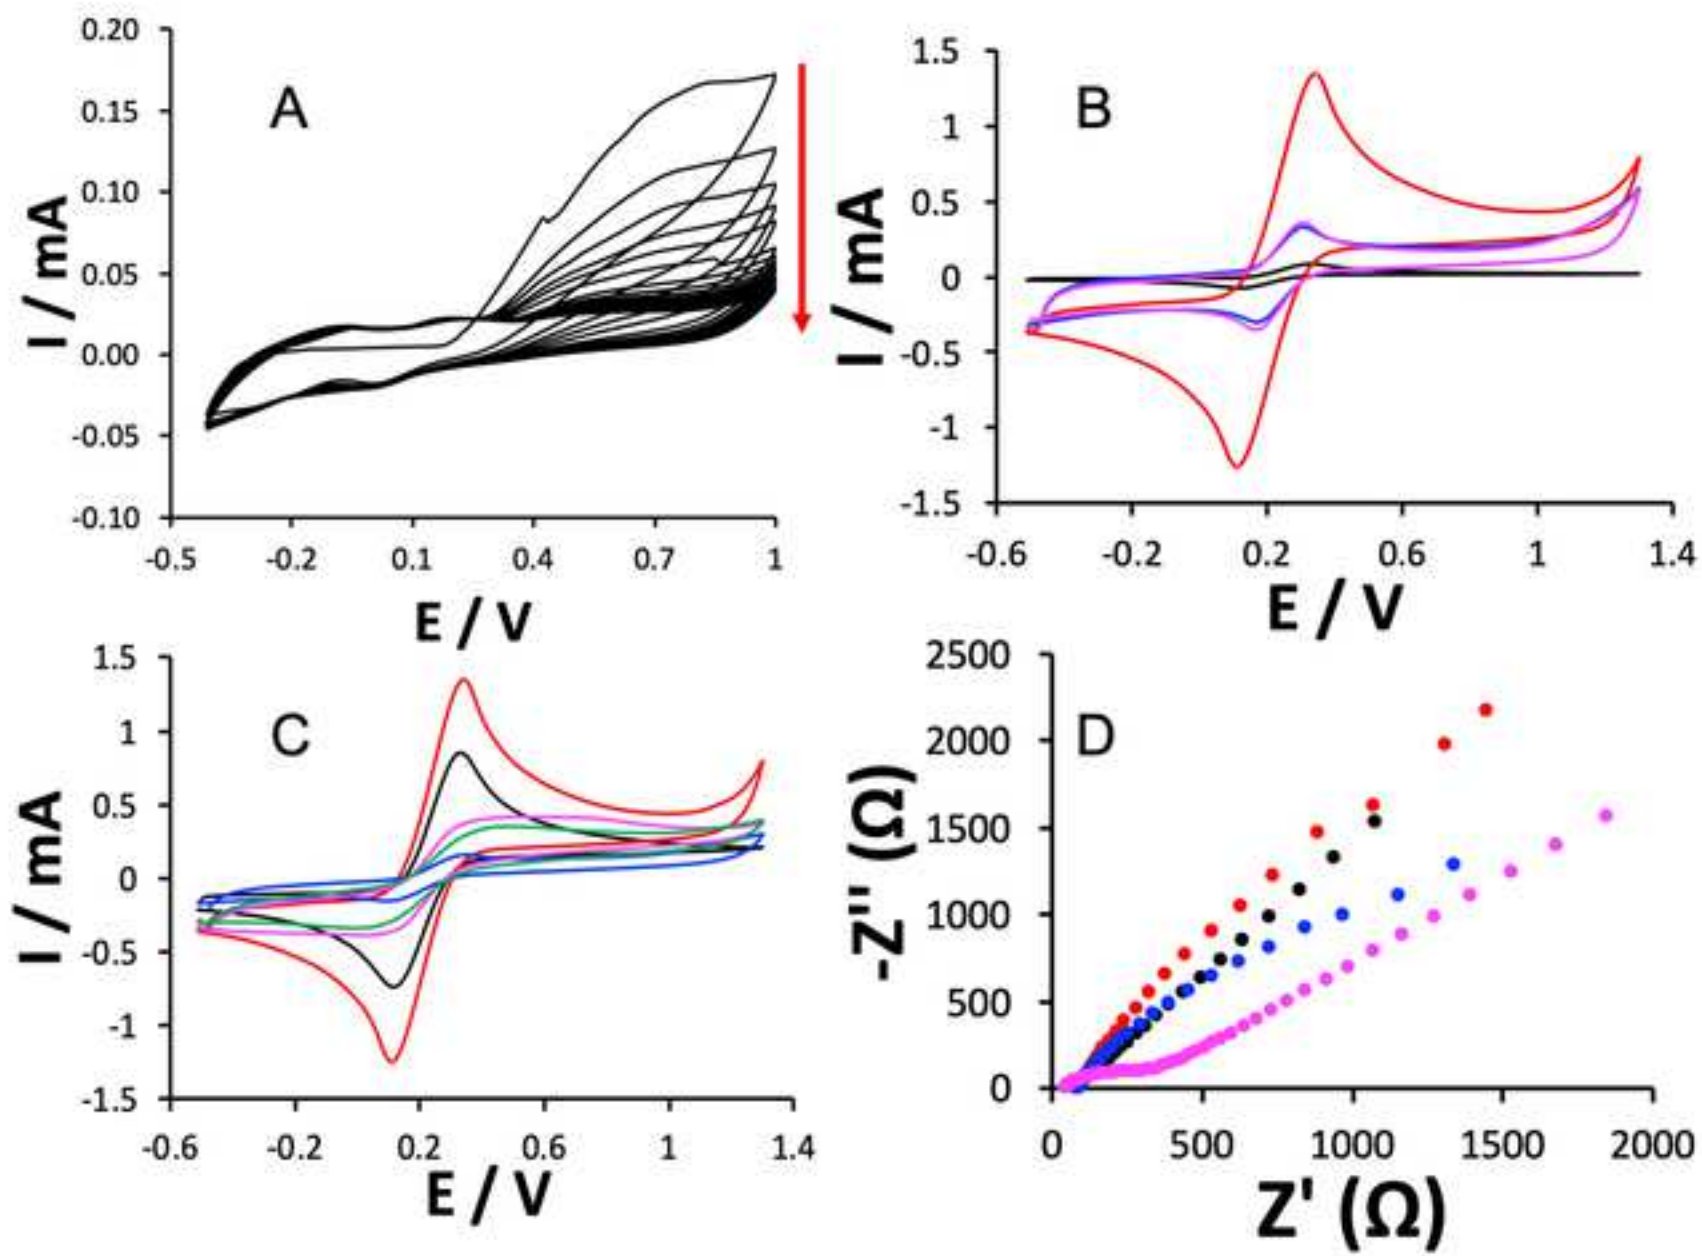 A
I / mA
0.20
0.15
0.10
0.05
0.00
-0.05
-0.10
-0.5 -0.2 0.1 0.4 0.7 1
E / V
B
I / mA
1.5
1
0.5
0
-0.5
-1
-1.5
-0.6 -0.2 0.2 0.6 1 1.4
E / V
C
I / mA
1.5
1
0.5
0
-0.5
-1
-1.5
-0.6 -0.2 0.2 0.6 1 1.4
E / V
D
-Z'' (Ω)
2500
2000
1500
1000
500
0
0 500 1000 1500 2000
Z' (Ω)